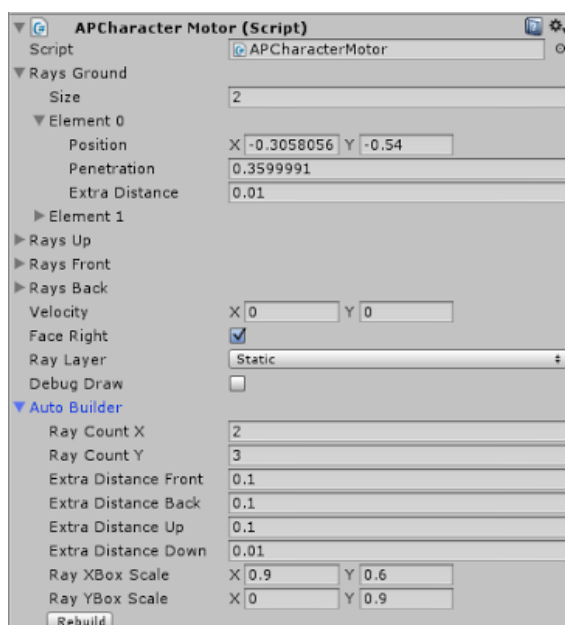 APCharacter Motor (Script)
Script APCharacterMotor
Rays Ground
Size 2
Element 0
Position X -0.3058056 Y -0.54
Penetration 0.3599991
Extra Distance 0.01
Element 1
Rays Up
Rays Front
Rays Back
Velocity X 0 Y 0
Face Right
Ray Layer Static
Debug Draw
Auto Builder
Ray Count X 2
Ray Count Y 3
Extra Distance Front 0.1
Extra Distance Back 0.1
Extra Distance Up 0.1
Extra Distance Down 0.01
Ray XBox Scale X 0.9 Y 0.6
Ray YBox Scale X 0 Y 0.9
Rebuild